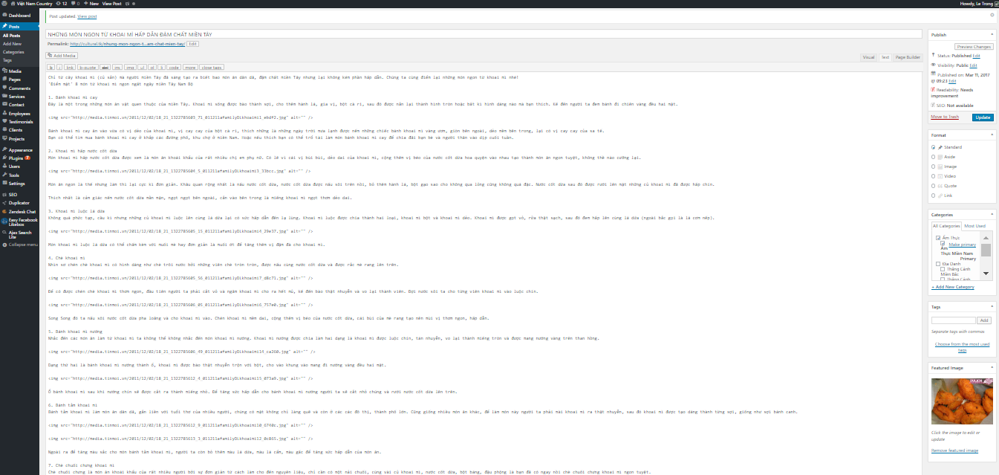 Việt Nam Country
12
0
New
View Post
Howdy, Le Trong
Dashboard
Posts
All Posts
Add New
Categories
Tags
Media
Pages
Comments
Services
Contact
Employees
Testimonials
Clients
Projects
Appearance
Plugins 7
Users
Tools
Settings
SEO
Duplicator
Zendesk Chat
Easy Facebook
Likebox
Ajax Search
Lite
Collapse menu
Post updated. View post
NHỮNG MÓN NGON TỪ KHOAI MÌ HẤP DẪN ĐẬM CHẤT MIỀN TÂY
Permalink: http://cultural.tk/nhung-mon-ngon-t...am-chat-mien-tay/ Edit
Add Media
Visual Text Page Builder
b i link b-quote del ins img ul ol li code more close tags
Chỉ từ cây khoai mì (củ sắn) mà người miền Tây đã sáng tạo ra biết bao món ăn dân dã, đậm chất miền Tây nhưng lại không kém phần hấp dẫn. Chúng ta cùng điểm lại những món ngon từ khoai mì nhé!
'Điểm mặt' 8 món từ khoai mì ngon ngất ngây miền Tây Nam Bộ
1. Bánh khoai mì cay
Đây là một trong những món ăn vặt quen thuộc của miền Tây. Khoai mì sống được bào thành sợi, cho thêm hành lá, gia vị, bột cà ri, sau đó được nắn lại thành hình tròn hoặc bất kì hình dáng nào mà bạn thích. Kế đến người ta đem bánh đi chiên vàng đều hai mặt.
<img src="http://media.tinmoi.vn/2011/12/02/18_21_1322785603_71_011211afamilyDLkhoaimi1_ebdf2.jpg" alt="" />
Bánh khoai mì cay ăn vào vừa có vị dẻo của khoai mì, vị cay cay của bột cà ri, thích những là những ngày trời mưa lạnh được nêm những chiếc bánh khoai mì vàng ươm, giòn bên ngoài, dẻo mềm bên trong, lại có vị cay cay của sa tế.
Bạn có thể tìm mua bánh khoai mì cay ở khắp các đường phố, khu chợ ở miền Nam. Hoặc nếu thích bạn có thể trổ tài làm món bánh khoai mì cay để chia đãi bạn bè và người thân vào dịp cuối tuần.
2. Khoai mì hấp nước cốt dừa
Món khoai mì hấp nước cốt dừa được xem là món ăn khoái khẩu của rất nhiều chị em phụ nữ. Có lẽ vì cái vị bùi bùi, dẻo dai của khoai mì, cộng thêm vị béo của nước cốt dừa hòa quyện vào nhau tạo thành món ăn ngon tuyệt, không thể nào cưỡng lại.
<img src="http://media.tinmoi.vn/2011/12/02/18_21_1322785604_5_011211afamilyDLkhoaimi3_33bcc.jpg" alt="" />
Món ăn ngon là thế nhưng làm thì lại cực kì đơn giản. Khâu quan rộng nhất là nấu nước cốt dừa, nước cốt dừa được nấu sôi trên nồi, bỏ thêm hành lá, bột gạo sao cho không quá lỏng cũng không quá đặc. Nước cốt dừa sau đó được rưới lên mặt những củ khoai mì đã được hấp chín.
Thích nhất là cảm giác nêm nước cốt dừa mằn mặn, ngọt ngọt bên ngoài, cắn vào bên trong là miếng khoai mì ngọt thơm dẻo dai.
3. Khoai mì luộc lá dứa
Không quá phức tạp, cầu kì nhưng những củ khoai mì luộc lên cùng lá dứa lại có sức hấp dẫn đến lạ lùng. Khoai mì luộc được chia thành hai loại, khoai mì bột và khoai mì dẻo. Khoai mì được gọt vỏ, rửa thật sạch, sau đó đem hấp lên cùng lá dứa (ngoài bắc gọi là lá cơm nếp).
<img src="http://media.tinmoi.vn/2011/12/02/18_21_1322785605_15_011211afamilyDLkhoaimi4_29e37.jpg" alt="" />
Món khoai mì luộc lá dứa có thể chấm kèm với muối mè hay đơn giản là muối ớt để tăng thêm vị đậm đà cho khoai mì.
4. Chè khoai mì
Nhìn sơ chén chè khoai mì có hình dáng như chè trôi nước bởi những viên chè tròn tròn, được nấu cùng nước cốt dừa và được rắc mè rang lên trên.
<img src="http://media.tinmoi.vn/2011/12/02/18_21_1322785605_56_011211afamilyDLkhoaimi7_d8c71.jpg" alt="" />
Để có được chén chè khoai mì thơm ngon, đầu tiên người ta phải cắt vỏ và ngâm khoai mì cho ra hết mủ, kế đến bào thật nhuyễn và vo lại thành viên. Đợi nước sôi ta cho từng viên khoai mì vào luộc chín.
<img src="http://media.tinmoi.vn/2011/12/02/18_21_1322785606_05_011211afamilyDLkhoaimi6_757e0.jpg" alt="" />
Song Song đó ta nấu sôi nước cốt dừa pha loãng và cho khoai mì vào. Chén khoai mì mềm dai, cộng thêm vị béo của nước cốt dừa, cái bùi của mè rang tạo nên mùi vị thơm ngon, hấp dẫn.
5. Bánh khoai mì nướng
Nhắc đến các món ăn làm từ khoai mì ta không thể không nhắc đến món khoai mì nướng. Khoai mì nướng được chia làm hai dạng là khoai mì được luộc chín, tán nhuyễn, vo lại thành miếng tròn và được mang nướng vàng trên than hồng.
<img src="http://media.tinmoi.vn/2011/12/02/18_21_1322785606_49_011211afamilyDLkhoaimi14_ca260.jpg" alt="" />
Dạng thứ hai là bánh khoai mì nướng thành ổ, khoai mì được bào thật nhuyễn trộn với bột, cho vào khung vào mang đi nướng vàng đều hai mặt.
<img src="http://media.tinmoi.vn/2011/12/02/18_21_1322785612_4_011211afamilyDLkhoaimi15_073a9.jpg" alt="" />
Ổ bánh khoai mì sau khi nướng chín sẽ được cắt ra thành miếng nhỏ. Để tăng sức hấp dẫn cho bánh khoai mì nướng người ta sẽ cắt nhỏ chúng và rưới nước cốt dừa lên trên.
6. Bánh tằm khoai mì
Bánh tằm khoai mì làm món ăn dân dã, gắn liền với tuổi thơ của nhiều người, chúng có mặt không chỉ làng quê và còn ở các các đô thị, thành phố lớn. Cũng giống nhiều món ăn khác, để làm món này người ta phải mài khoai mì ra thật nhuyễn, sau đó khoai mì được tạo dáng thành từng sợi, giống như sợi bánh canh.
<img src="http://media.tinmoi.vn/2011/12/02/18_21_1322785612_9_011211afamilyDLkhoaimi10_6740c.jpg" alt="" />
<img src="http://media.tinmoi.vn/2011/12/02/18_21_1322785613_3_011211afamilyDLkhoaimi12_0c865.jpg" alt="" />
Ngoài ra để tăng màu sắc cho món bánh tằm khoai mì, người ta còn bỏ thêm màu lá dứa, màu lá cẩm, màu gấc để tăng sức hấp dẫn của món ăn.
7. Chè chuối chưng khoai mì
Chè chuối chưng là món ăn khoái khẩu của rất nhiều người bởi sự đơn giản từ cách làm cho đến nguyên liệu, chỉ cần có một nải chuối, cùng vài củ khoai mì, nước cốt dừa, bột báng, đậu phộng là bạn đã có ngay nồi chè chuối chưng khoai mì ngon tuyệt.
Publish
Preview Changes
Status: Published Edit
Visibility: Public Edit
Published on: Mar 11, 2017
@ 09:23 Edit
Readability: Needs
improvement
SEO: Not available
Move to Trash
Update
Format
Standard
Aside
Image
Video
Quote
Link
Categories
All Categories Most Used
Ẩm Thực
Make primary
Ẩm
Thực Miền Nam
Primary
Địa Danh
Thắng Cảnh
Miền Bắc
Thắng Cảnh
+ Add New Category
Tags
Add
Separate tags with commas
Choose from the most used
tags
Featured Image
Click the image to edit or
update
Remove featured image